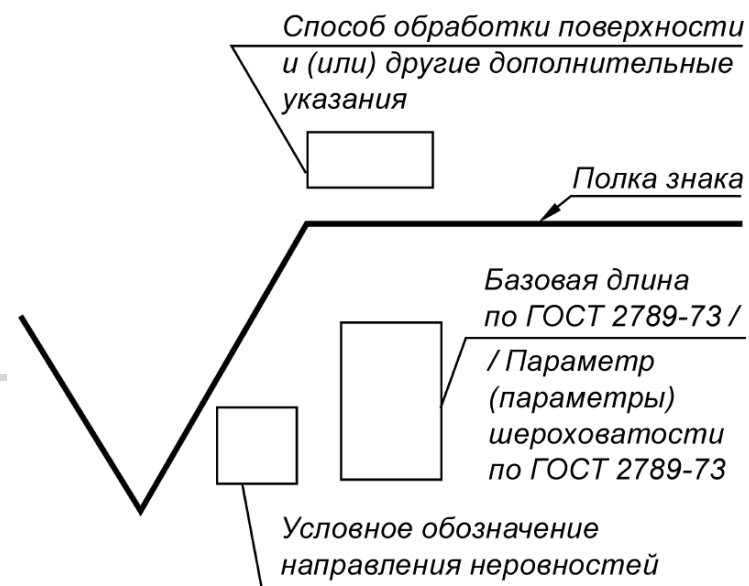 Способ обработки поверхности
и (или) другие дополнительные
указания
Полка знака
Базовая длина
по ГОСТ 2789-73 /
/ Параметр
(параметры)
шероховатости
по ГОСТ 2789-73
Условное обозначение
направления неровностей